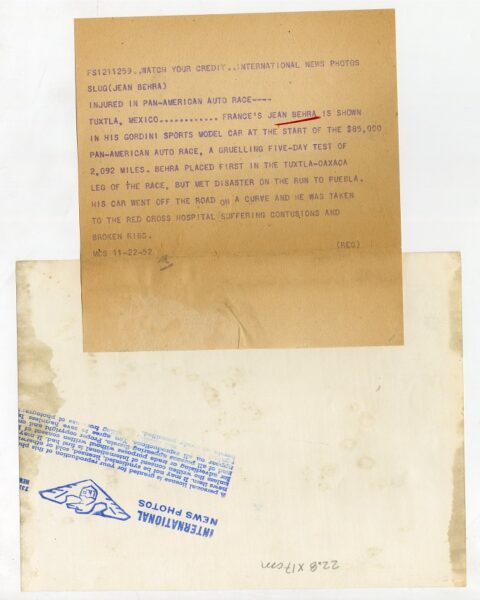 FS1211259..WATCH YOUR CREDIT..INTERNATIONAL NEWS PHOTOS
SLUG(JEAN BEHRA)
INJURED IN PAN-AMERICAN AUTO RACE----
TUXTLA, MEXICO............ FRANCE'S JEAN BEHRA IS SHOWN
IN HIS GORDINI SPORTS MODEL CAR AT THE START OF THE $85,000
PAN-AMERICAN AUTO RACE, A GRUELLING FIVE-DAY TEST OF
2,092 MILES. BEHRA PLACED FIRST IN THE TUXTLA-OAXACA
LEG OF THE RACE, BUT MET DISASTER ON THE RUN TO PUEBLA.
HIS CAR WENT OFF THE ROAD ON A CURVE AND HE WAS TAKEN
TO THE RED CROSS HOSPITAL SUFFERING CONTUSIONS AND
BROKEN RIBS.
11-22-52 (REG)
INTERNATIONAL
NEWS PHOTOS
22.8 X 17cm